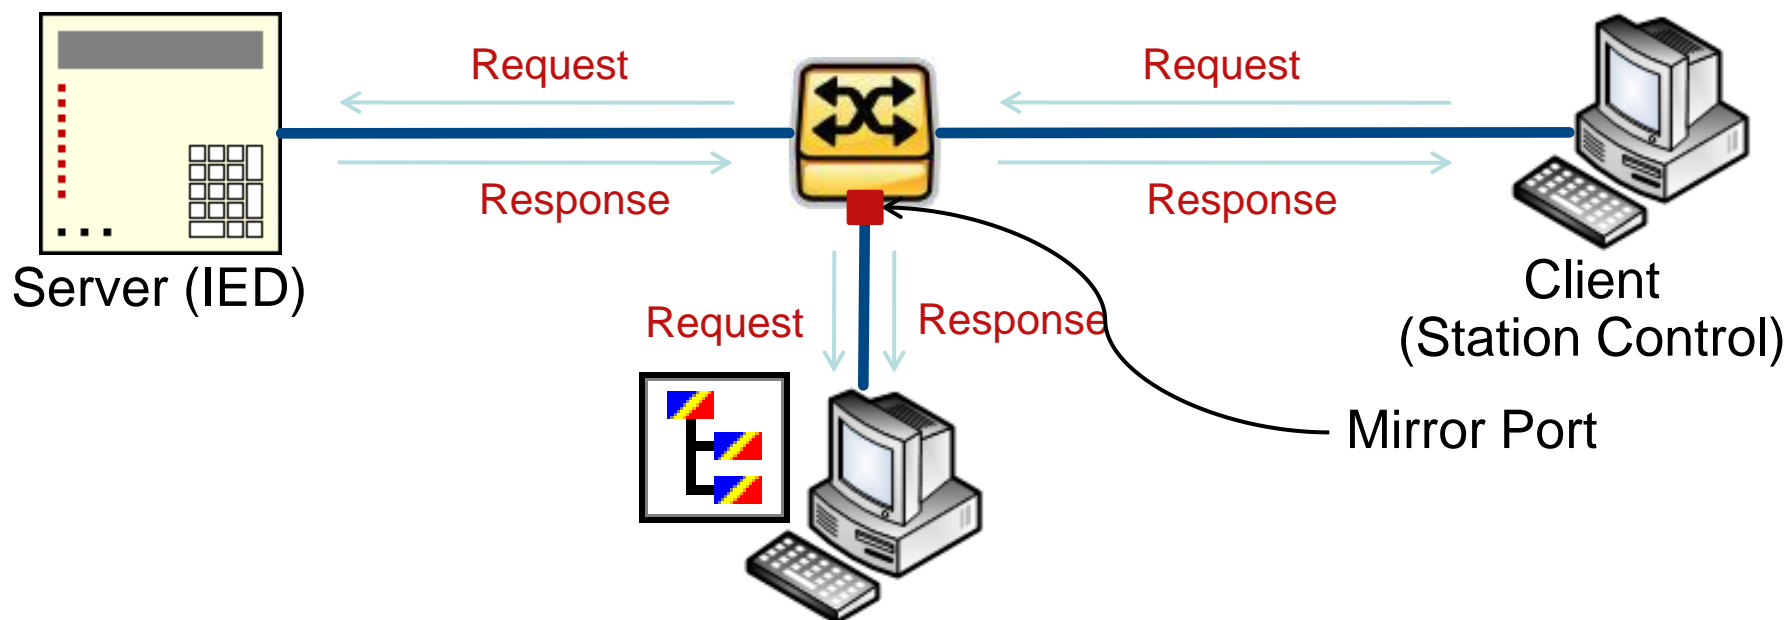 Request
Request
Response
Response
Server (IED)
Client
(Station Control)
Request
Response
Mirror Port